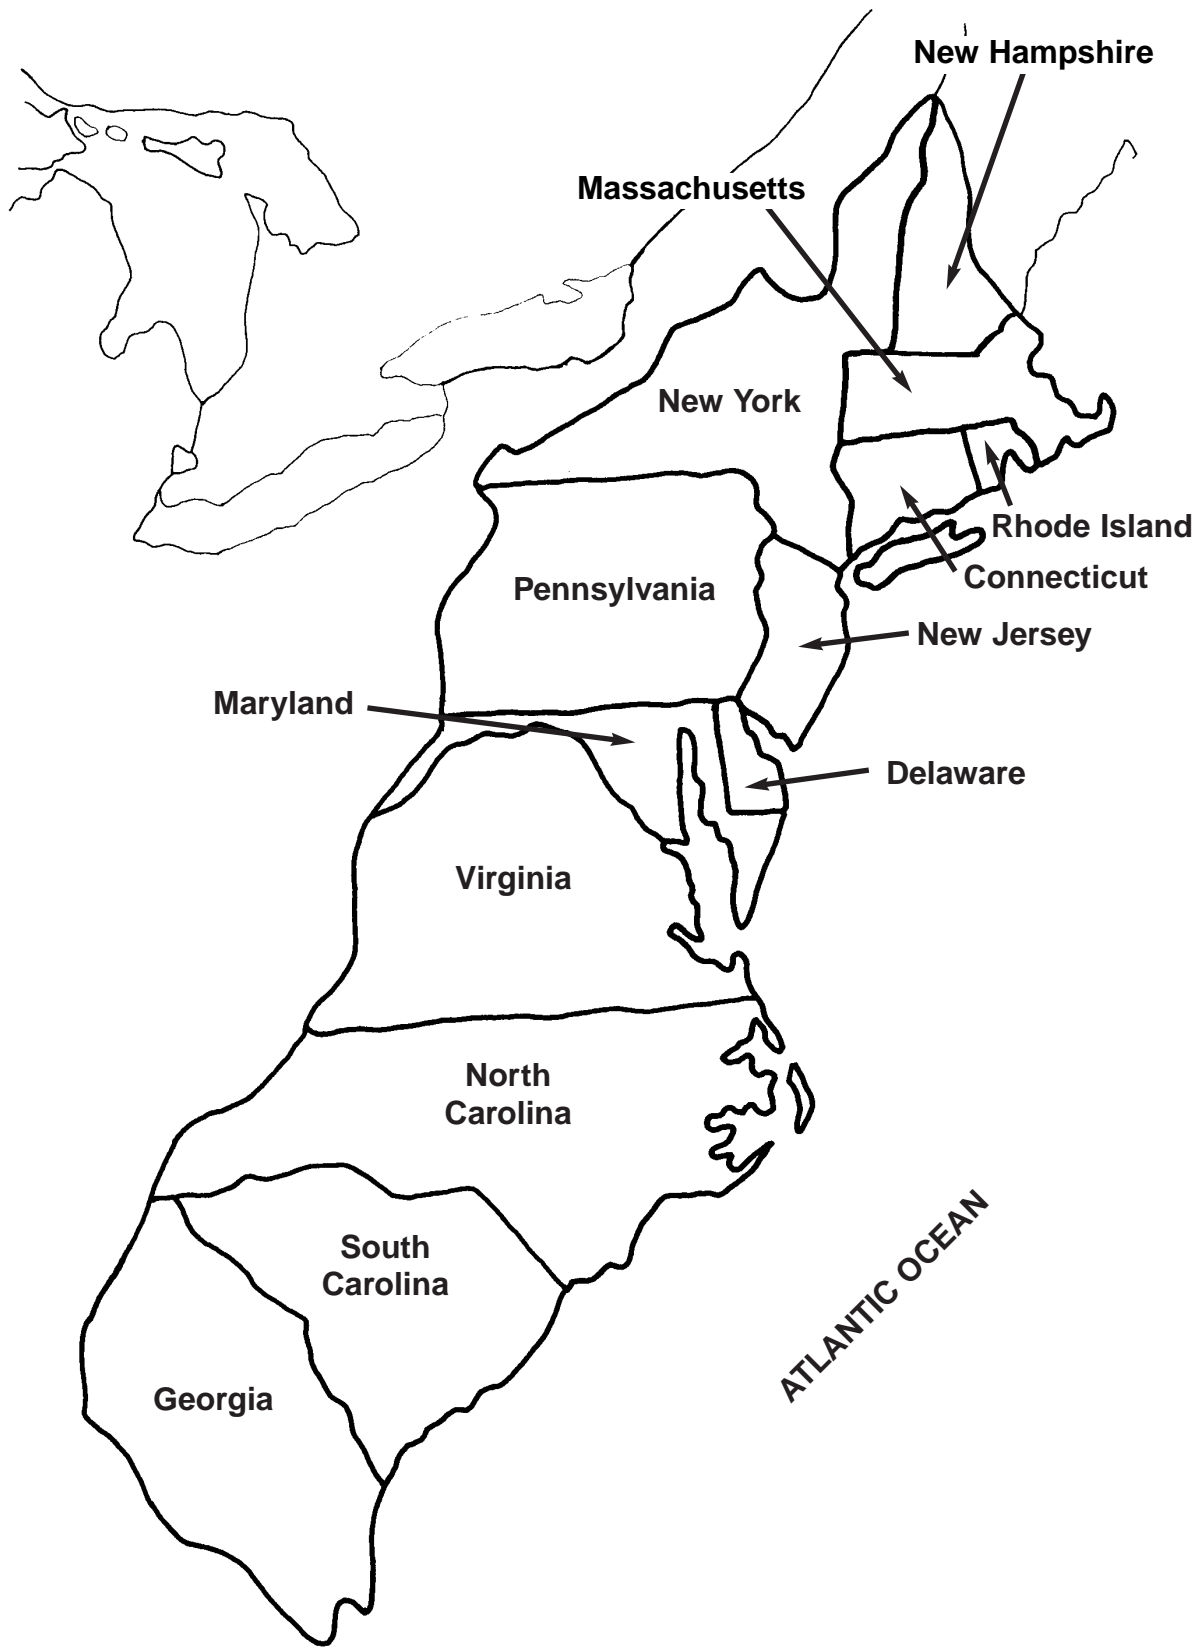 New Hampshire
Massachusetts
New York
Rhode Island
Connecticut
Pennsylvania
New Jersey
Maryland
Delaware
Virginia
North
Carolina
South
Carolina
Georgia
ATLANTIC OCEAN